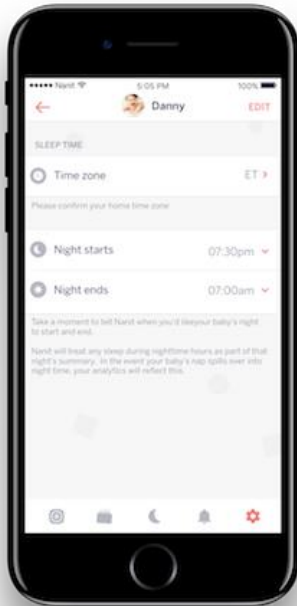 Nanit
5:05 PM
100%
Danny
EDIT
SLEEP TIME
Time zone
ET >
Please confirm your home time zone
Night starts
07:30pm
Night ends
07:00am
Take a moment to tell Nanit when you'd likeyour baby's night
to start and end.
Nanit will treat any sleep during nighttime hours as part of that
night's summary. In the event your baby's nap spills over into
night time, your analytics will reflect this.